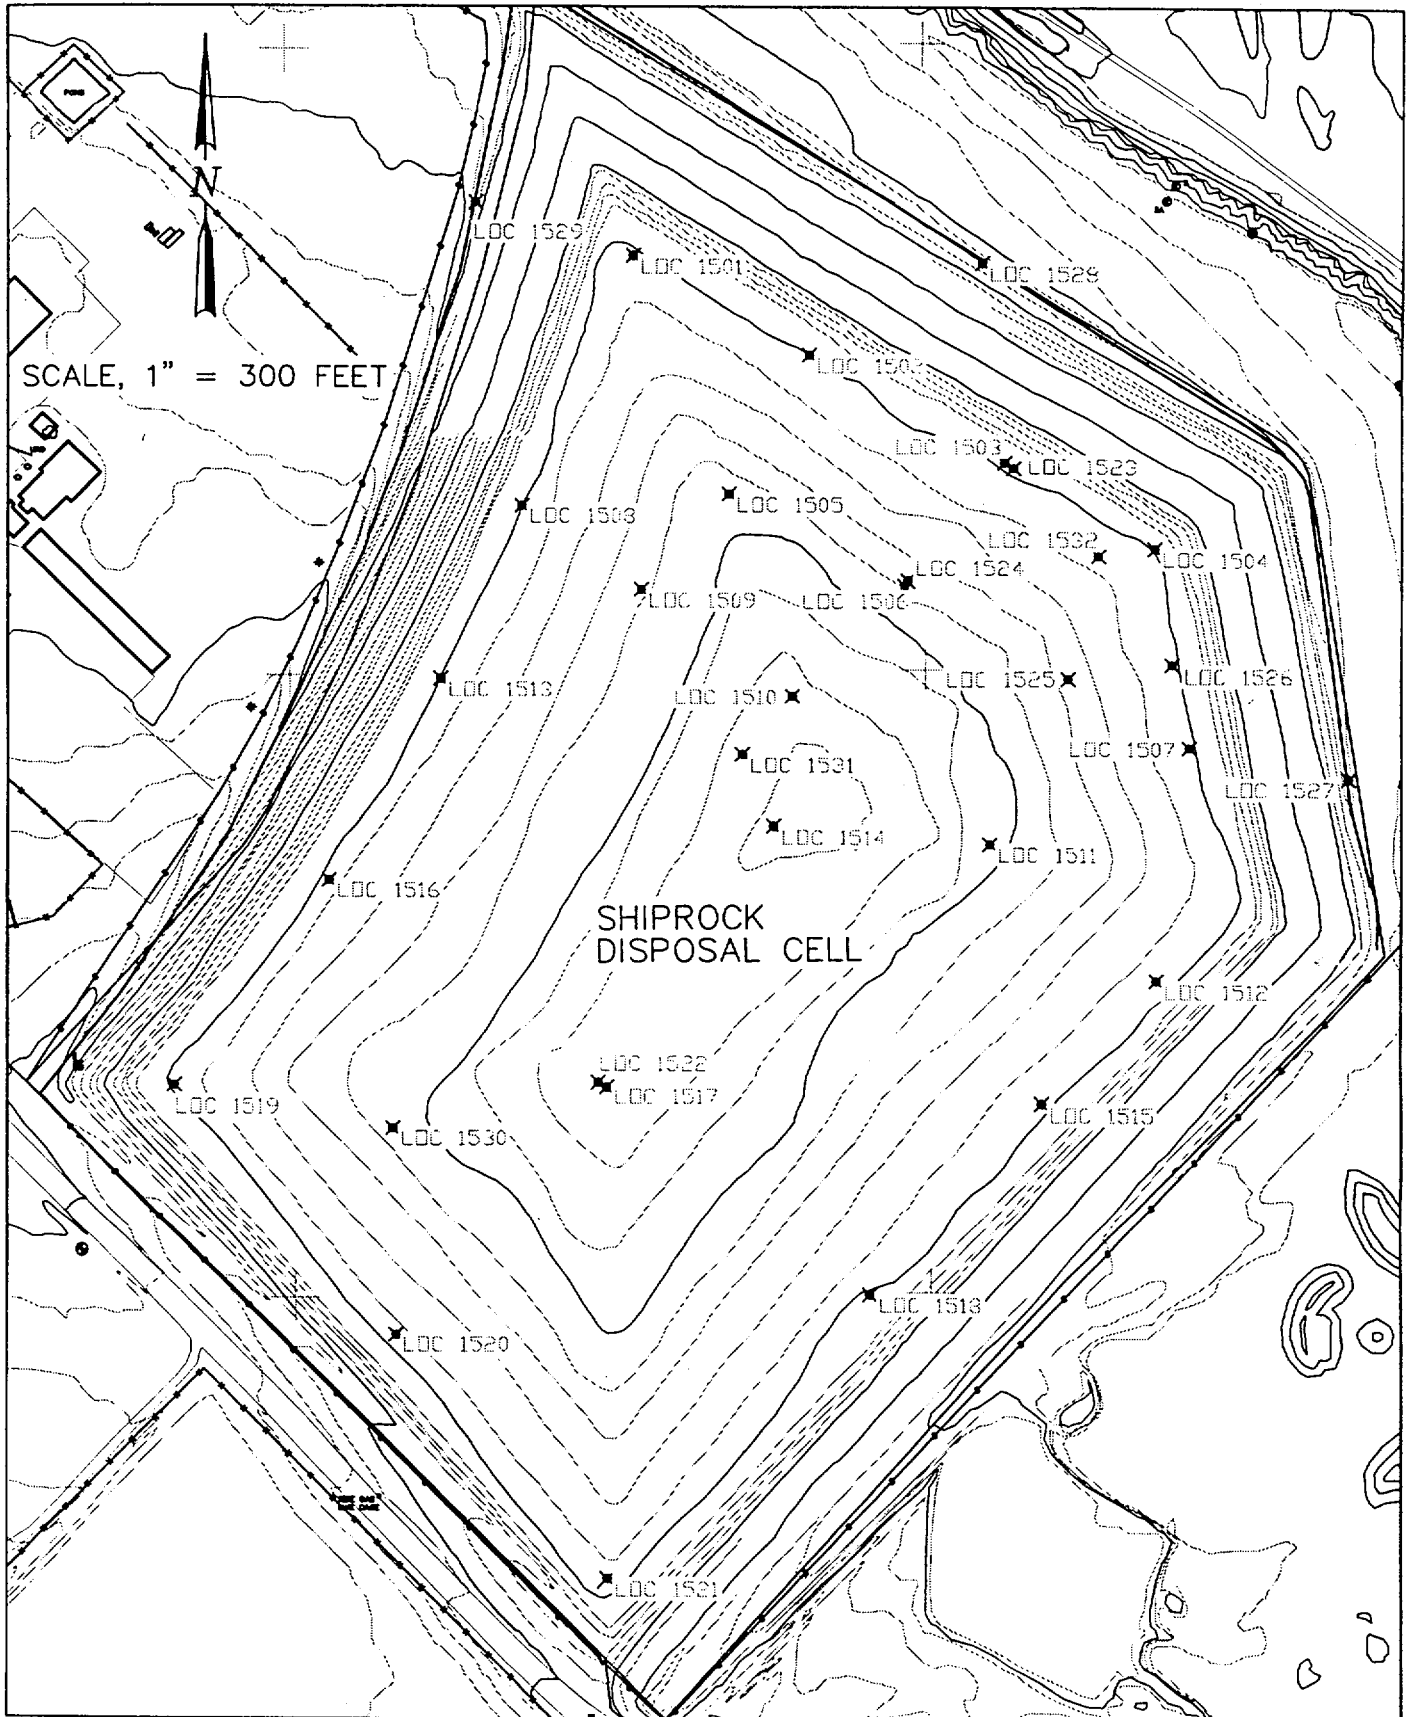 POND
N
LOC 1529
LOC 1501
LOC 1528
SCALE, 1" = 300 FEET
LOC 1502
LOC 1503
LOC 1523
LOC 1508
LOC 1505
LOC 1532
LOC 1504
LOC 1524
LOC 1509
LOC 1506
LOC 1513
LOC 1510
LOC 1525
LOC 1526
LOC 1531
LOC 1507
LOC 1527
LOC 1514
LOC 1511
LOC 1516
SHIPROCK
DISPOSAL CELL
LOC 1512
LOC 1522
LOC 1517
LOC 1519
LOC 1515
LOC 1530
LOC 1518
LOC 1520
LOC 1521